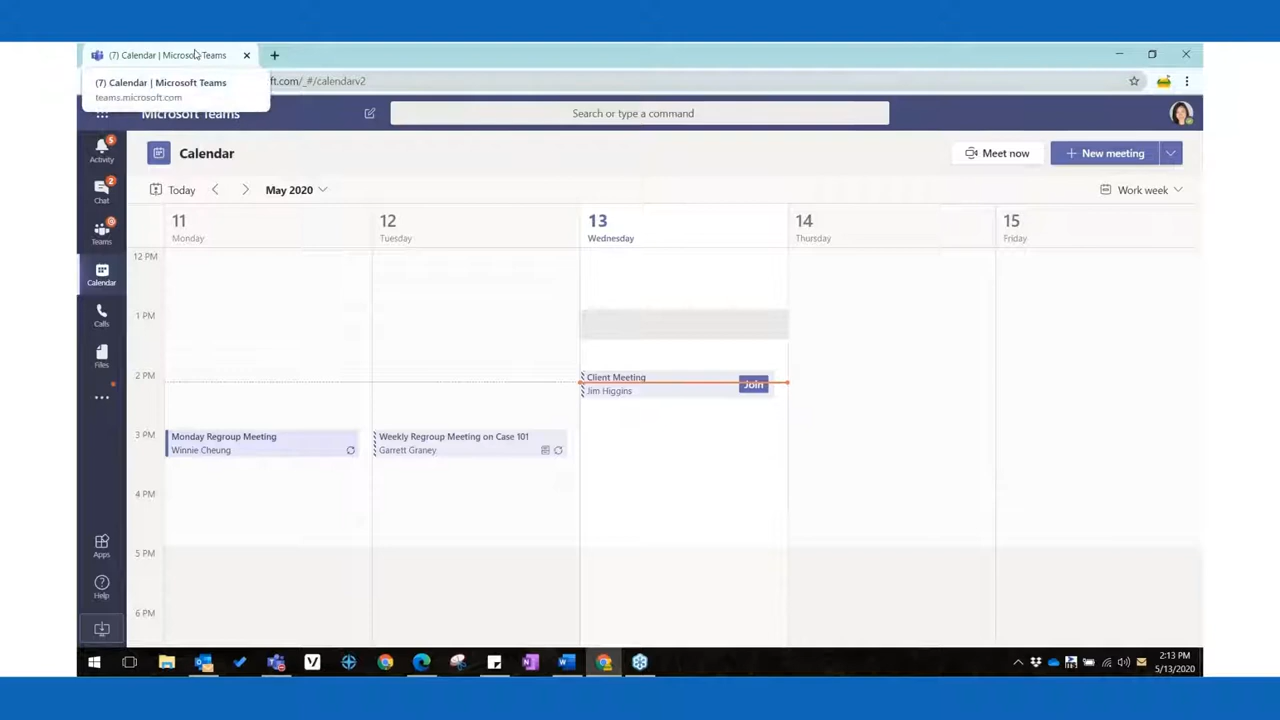 (7) Calendar | Microsoft Teams
(7) Calendar | Microsoft Teams
teams.microsoft.com
ft.com/_#/calendarv2
Microsoft Teams
Search or type a command
Activity
5
Chat
2
Teams
Calendar
Calls
Files
Apps
Help
Calendar
Meet now
+ New meeting
Today
May 2020
Work week
11
Monday
12
Tuesday
13
Wednesday
14
Thursday
15
Friday
12 PM
1 PM
2 PM
3 PM
4 PM
5 PM
6 PM
Client Meeting
Jim Higgins
Join
Monday Regroup Meeting
Winnie Cheung
Weekly Regroup Meeting on Case 101
Garrett Graney
2:13 PM
5/13/2020